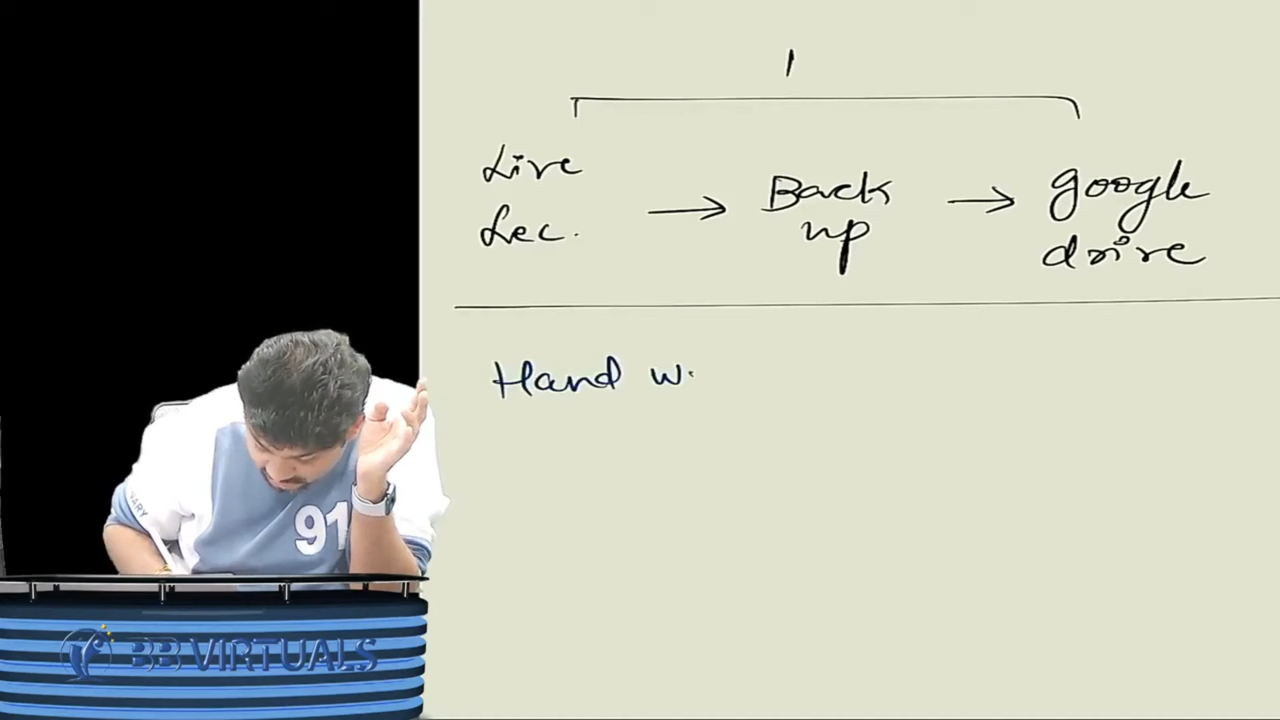 1
Live → Back → google
Lec. up drive
Hand w.
91
BB VIRTUALS